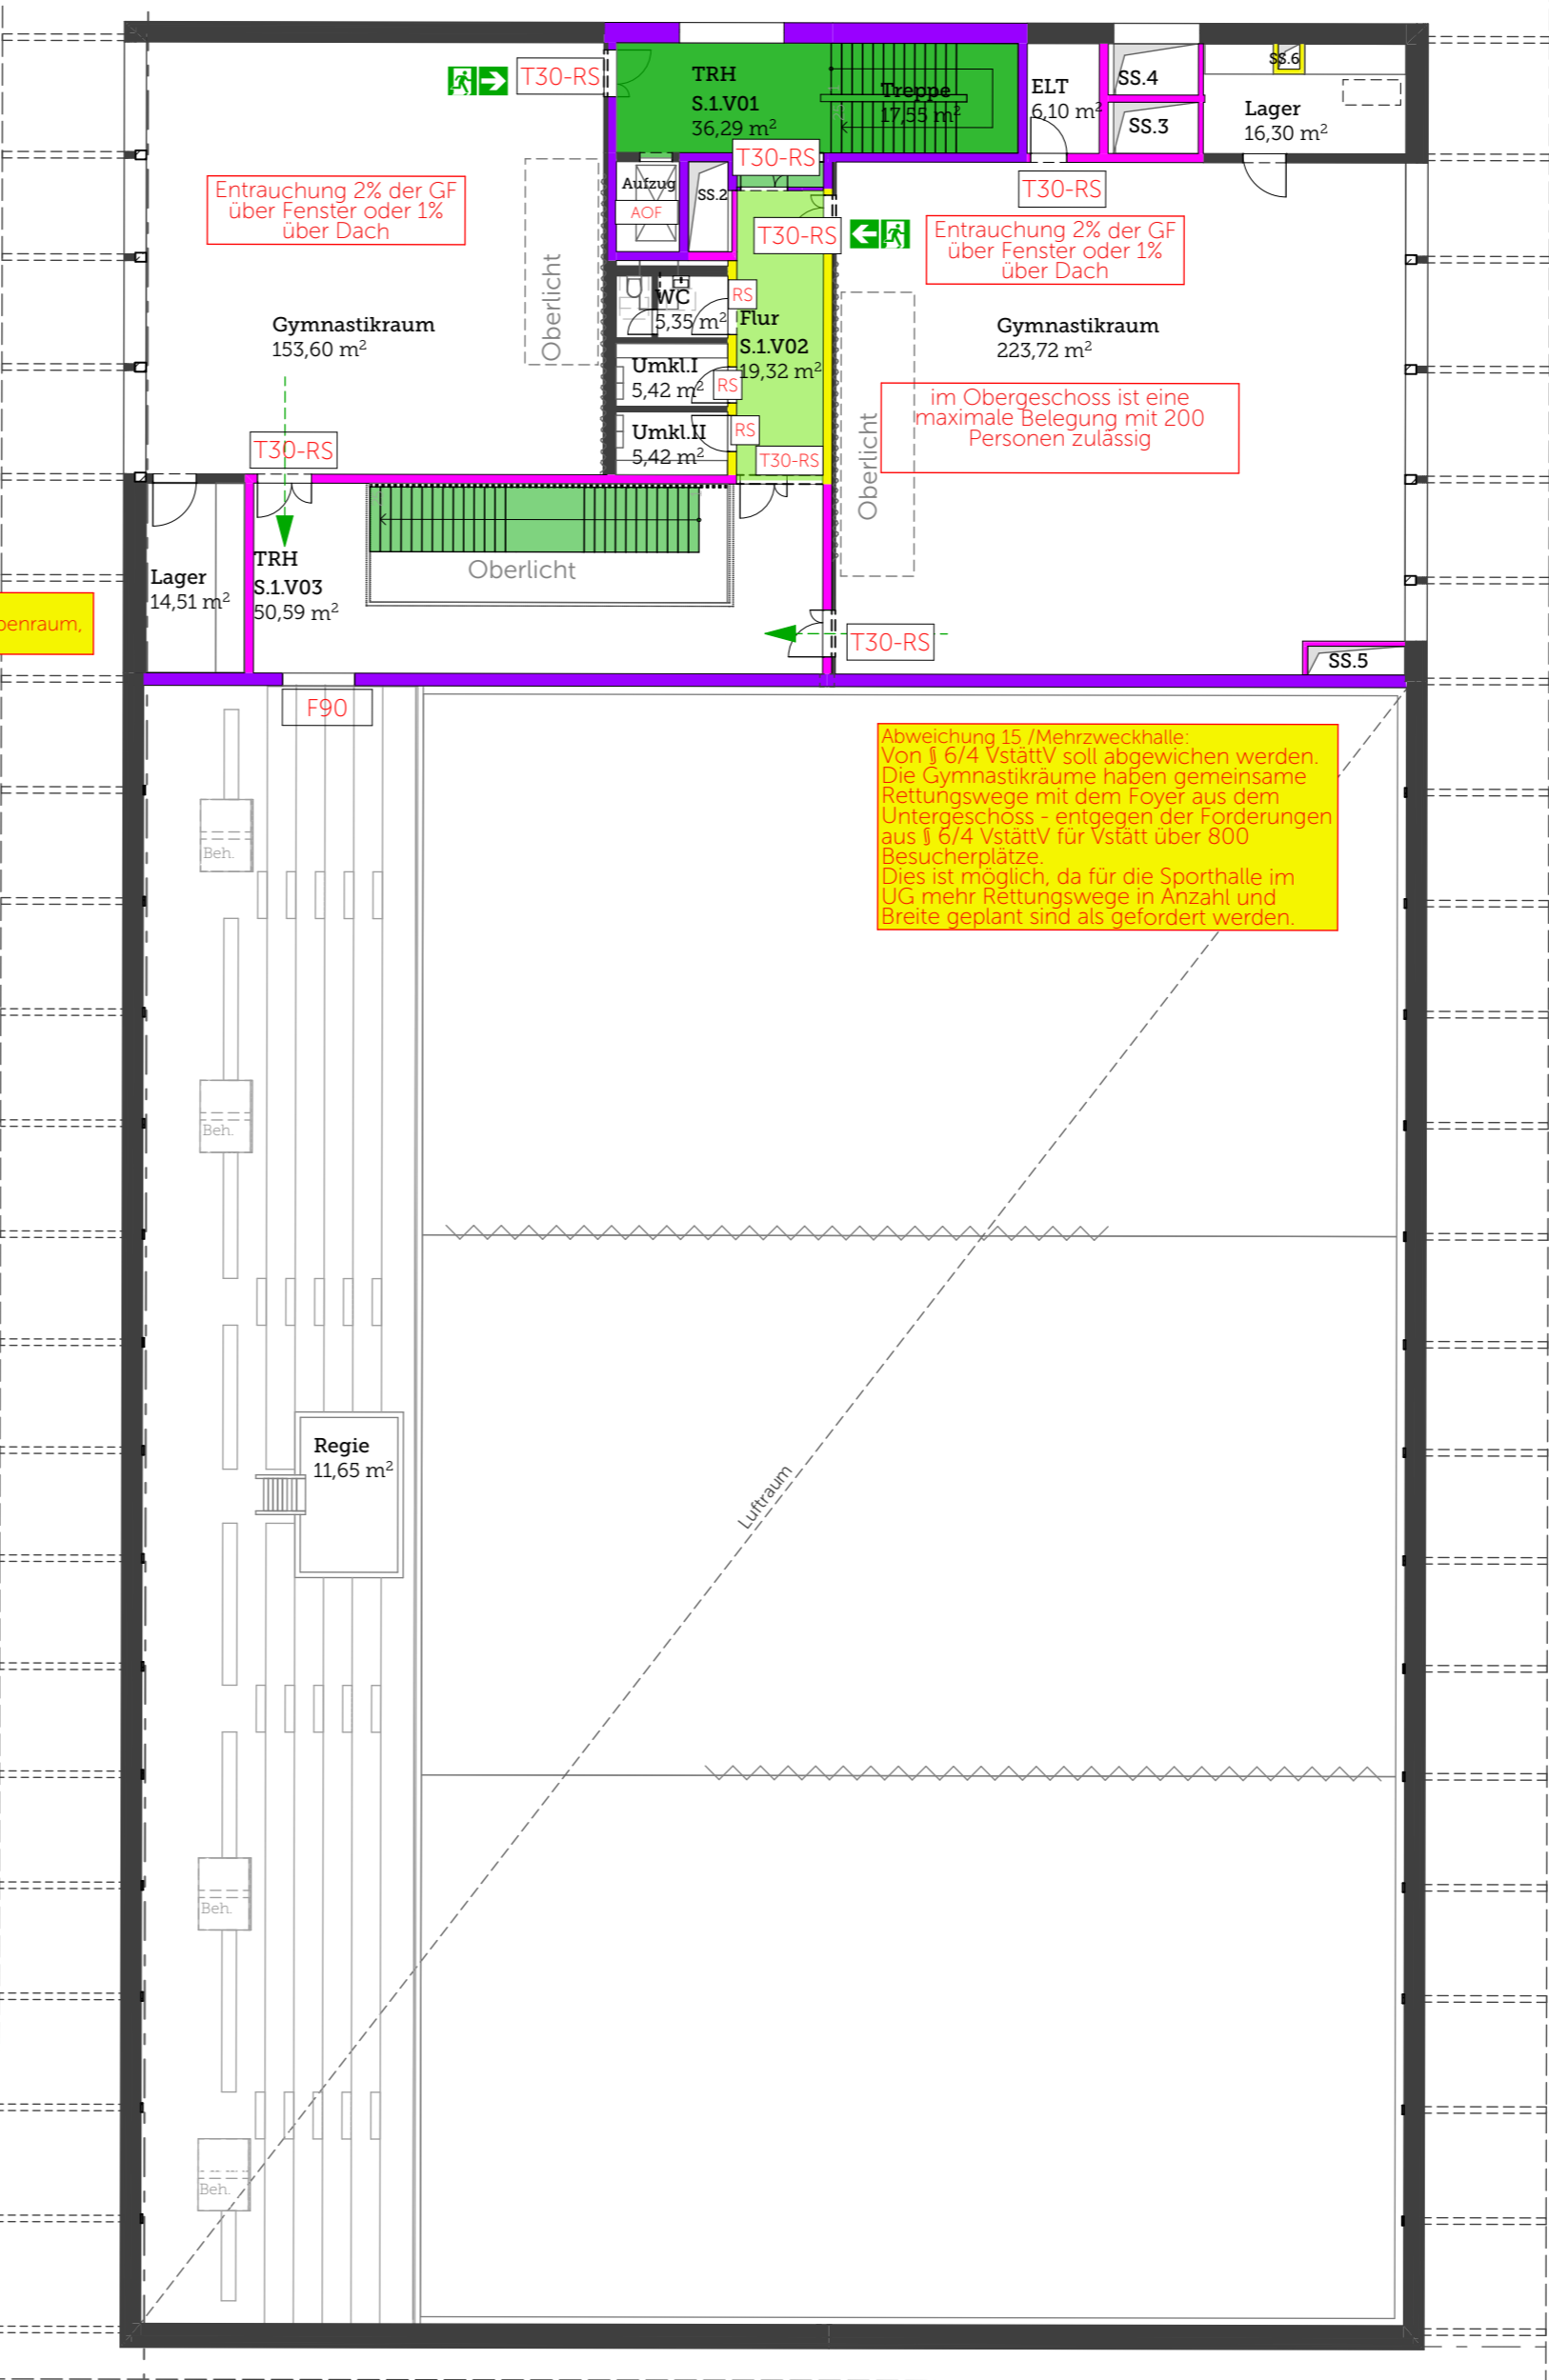 T30-RS
TRH
S.1.V01
36,29 m²
Treppe
17,55 m²
ELT
6,10 m²
SS.4
SS.3
SS.6
Lager
16,30 m²
T30-RS
T30-RS
Entrauchung 2% der GF
über Fenster oder 1%
über Dach
Aufzug
AOF
SS.2
T30-RS
Entrauchung 2% der GF
über Fenster oder 1%
über Dach
Oberlicht
WC
5,35 m²
RS
Flur
S.1.V02
19,32 m²
Gymnastikraum
153,60 m²
Gymnastikraum
223,72 m²
Umkl.I
5,42 m²
RS
im Obergeschoss ist eine
maximale Belegung mit 200
Personen zulässig
Umkl.II
5,42 m²
RS
T30-RS
T30-RS
Oberlicht
TRH
S.1.V03
50,59 m²
Oberlicht
Lager
14,51 m²
penraum,
T30-RS
SS.5
F90
Abweichung 15 /Mehrzweckhalle:
Von § 6/4 VstättV soll abgewichen werden.
Die Gymnastikräume haben gemeinsame
Rettungswege mit dem Foyer aus dem
Untergeschoss - entgegen der Forderungen
aus § 6/4 VstättV für Vstätt über 800
Besucherplätze.
Dies ist möglich, da für die Sporthalle im
UG mehr Rettungswege in Anzahl und
Breite geplant sind als gefordert werden.
Beh.
Beh.
Regie
11,65 m²
Luftraum
Beh.
Beh.